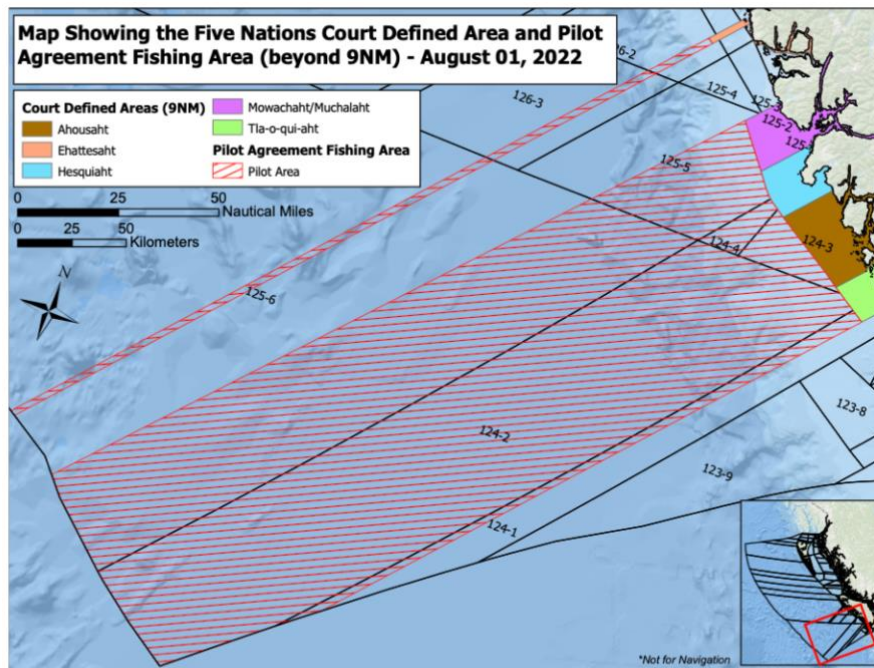 Map Showing the Five Nations Court Defined Area and Pilot
Agreement Fishing Area (beyond 9NM) - August 01, 2022
Court Defined Areas (9NM)
Ahousaht
Ehattesaht
Hesquiaht
Mowachaht/Muchalaht
Tla-o-qui-aht
Pilot Agreement Fishing Area
Pilot Area
0 25 50
Nautical Miles
0 25 50
Kilometers
N
126-3
125-4
125-2
125-5
124-3
124-4
125-6
124-2
123-8
123-9
124-1
*Not for Navigation